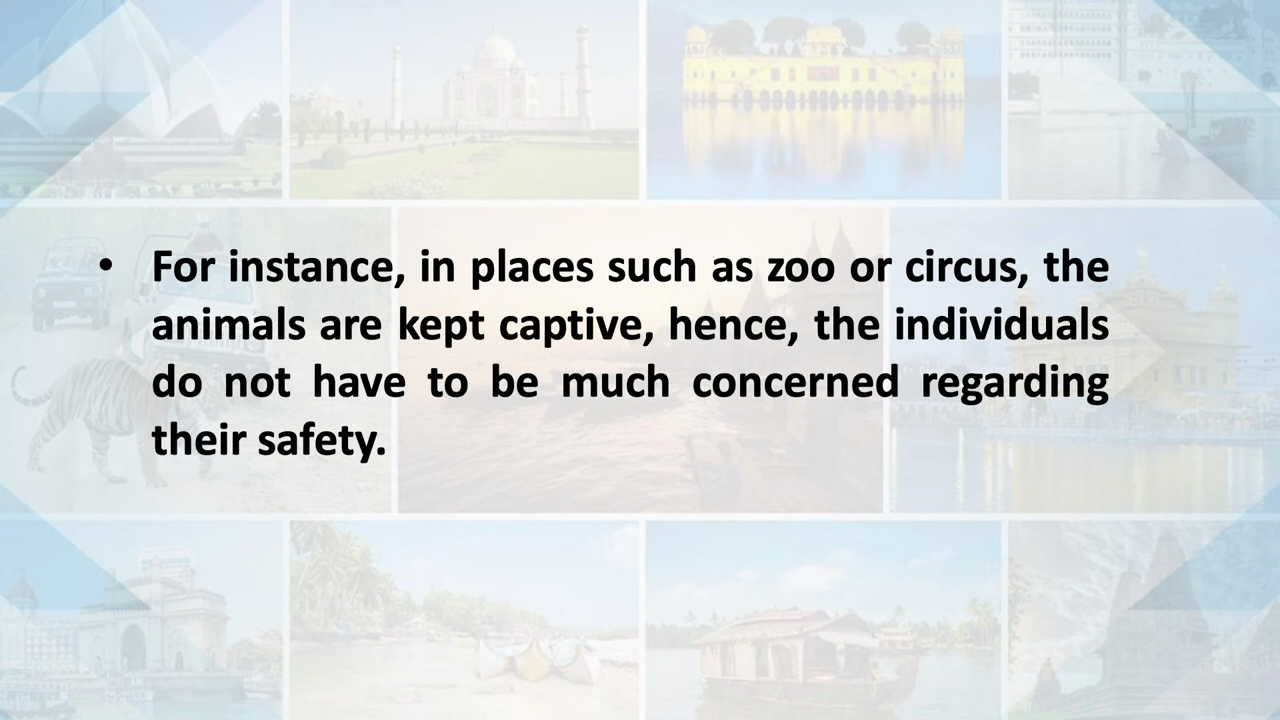 • For instance, in places such as zoo or circus, the
animals are kept captive, hence, the individuals
do not have to be much concerned regarding
their safety.